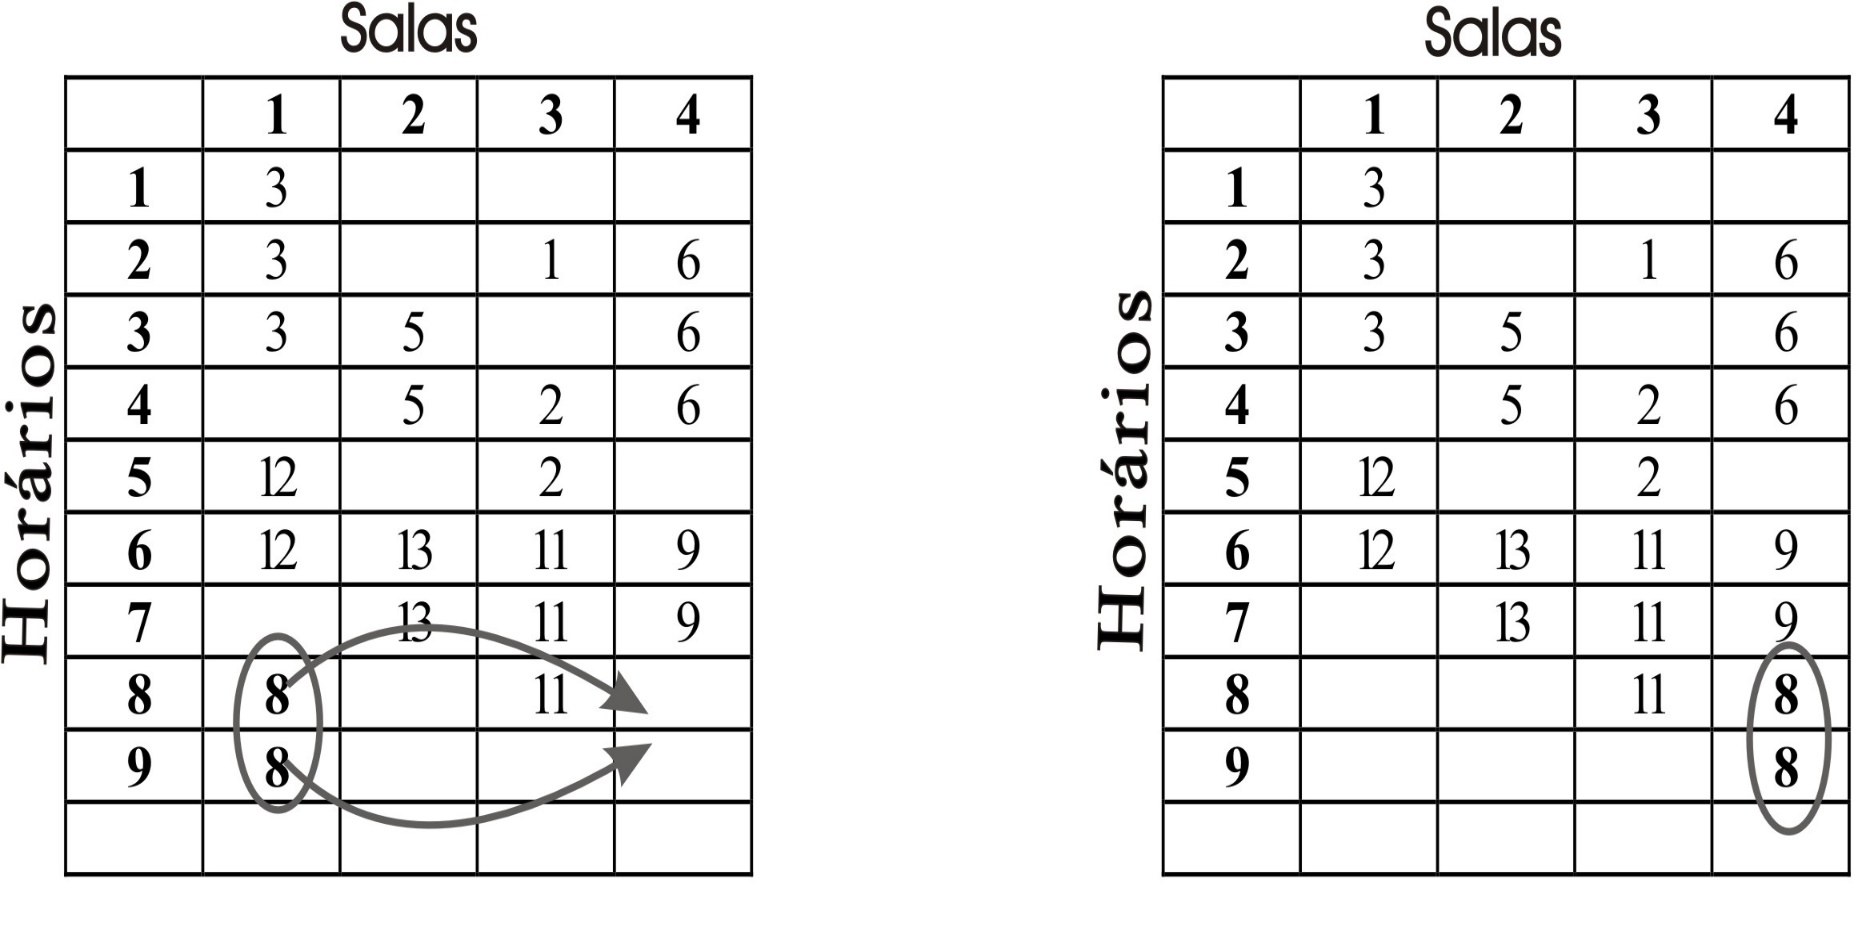 Salas
1 2 3 4
1 3
2 3 1 6
3 3 5 6
4 5 2 6
5 12 2
6 12 13 11 9
7 13 11 9
8 8 11
9 8
Horários
Salas
1 2 3 4
1 3
2 3 1 6
3 3 5 6
4 5 2 6
5 12 2
6 12 13 11 9
7 13 11 9
8 11 8
9 8
Horários